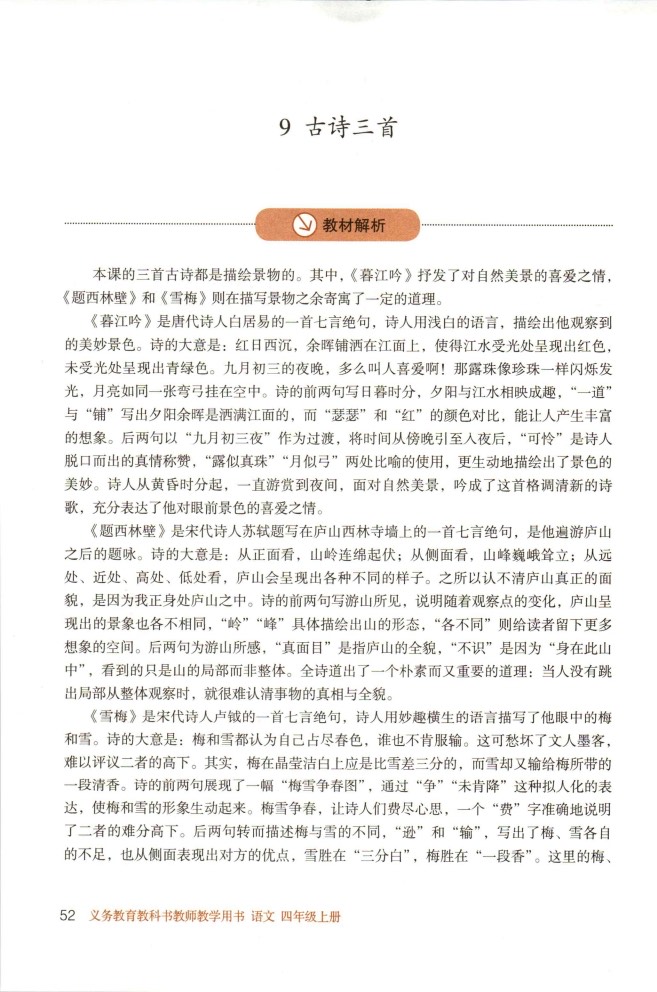 9 古诗三首
教材解析
本课的三首古诗都是描绘景物的。其中，《暮江吟》抒发了对自然美景的喜爱之情，
《题西林壁》和《雪梅》则在描写景物之余寄寓了一定的道理。
《暮江吟》是唐代诗人白居易的一首七言绝句，诗人用浅白的语言，描绘出他观察到
的美妙景色。诗的大意是：红日西沉，余晖铺洒在江面上，使得江水受光处呈现出红色，
未受光处呈现出青绿色。九月初三的夜晚，多么叫人喜爱啊！那露珠像珍珠一样闪烁发
光，月亮如同一张弯弓挂在空中。诗的前两句写日暮时分，夕阳与江水相映成趣，“一道”
与“铺”写出夕阳余晖是洒满江面的，而“瑟瑟”和“红”的颜色对比，能让人产生丰富
的想象。后两句以“九月初三夜”作为过渡，将时间从傍晚引至入夜后，“可怜”是诗人
脱口而出的真情称赞，“露似真珠”“月似弓”两处比喻的使用，更生动地描绘出了景色的
美妙。诗人从黄昏时分起，一直游赏到夜间，面对自然美景，吟成了这首格调清新的诗
歌，充分表达了他对眼前景色的喜爱之情。
《题西林壁》是宋代诗人苏轼题写在庐山西林寺墙上的一首七言绝句，是他遍游庐山
之后的题咏。诗的大意是：从正面看，山岭连绵起伏；从侧面看，山峰巍峨耸立；从远
处、近处、高处、低处看，庐山会呈现出各种不同的样子。之所以认不清庐山真正的面
貌，是因为我正身处庐山之中。诗的前两句写游山所见，说明随着观察点的变化，庐山呈
现出的景象也各不相同，“岭”“峰”具体描绘出山的形态，“各不同”则给读者留下更多
想象的空间。后两句为游山所感，“真面目”是指庐山的全貌，“不识”是因为“身在此山
中”，看到的只是山的局部而非整体。全诗道出了一个朴素而又重要的道理：当人没有跳
出局部从整体观察时，就很难认清事物的真相与全貌。
《雪梅》是宋代诗人卢钺的一首七言绝句，诗人用妙趣横生的语言描写了他眼中的梅
和雪。诗的大意是：梅和雪都认为自己占尽春色，谁也不肯服输。这可愁坏了文人墨客，
难以评议二者的高下。其实，梅在晶莹洁白上应是比雪差三分的，而雪却又输给梅所带的
一段清香。诗的前两句展现了一幅“梅雪争春图”，通过“争”“未肯降”这种拟人化的表
达，使梅和雪的形象生动起来。梅雪争春，让诗人们费尽心思，一个“费”字准确地说明
了二者的难分高下。后两句转而描述梅与雪的不同，“逊”和“输”，写出了梅、雪各自
的不足，也从侧面表现出对方的优点，雪胜在“三分白”，梅胜在“一段香”。这里的梅、
52 义务教育教科书教师教学用书 语文 四年级上册